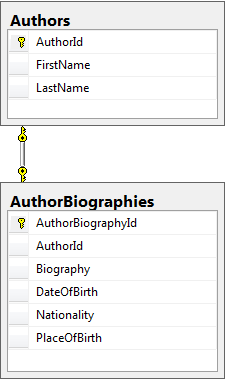 Authors
AuthorId
FirstName
LastName
AuthorBiographies
AuthorBiographyId
AuthorId
Biography
DateOfBirth
Nationality
PlaceOfBirth